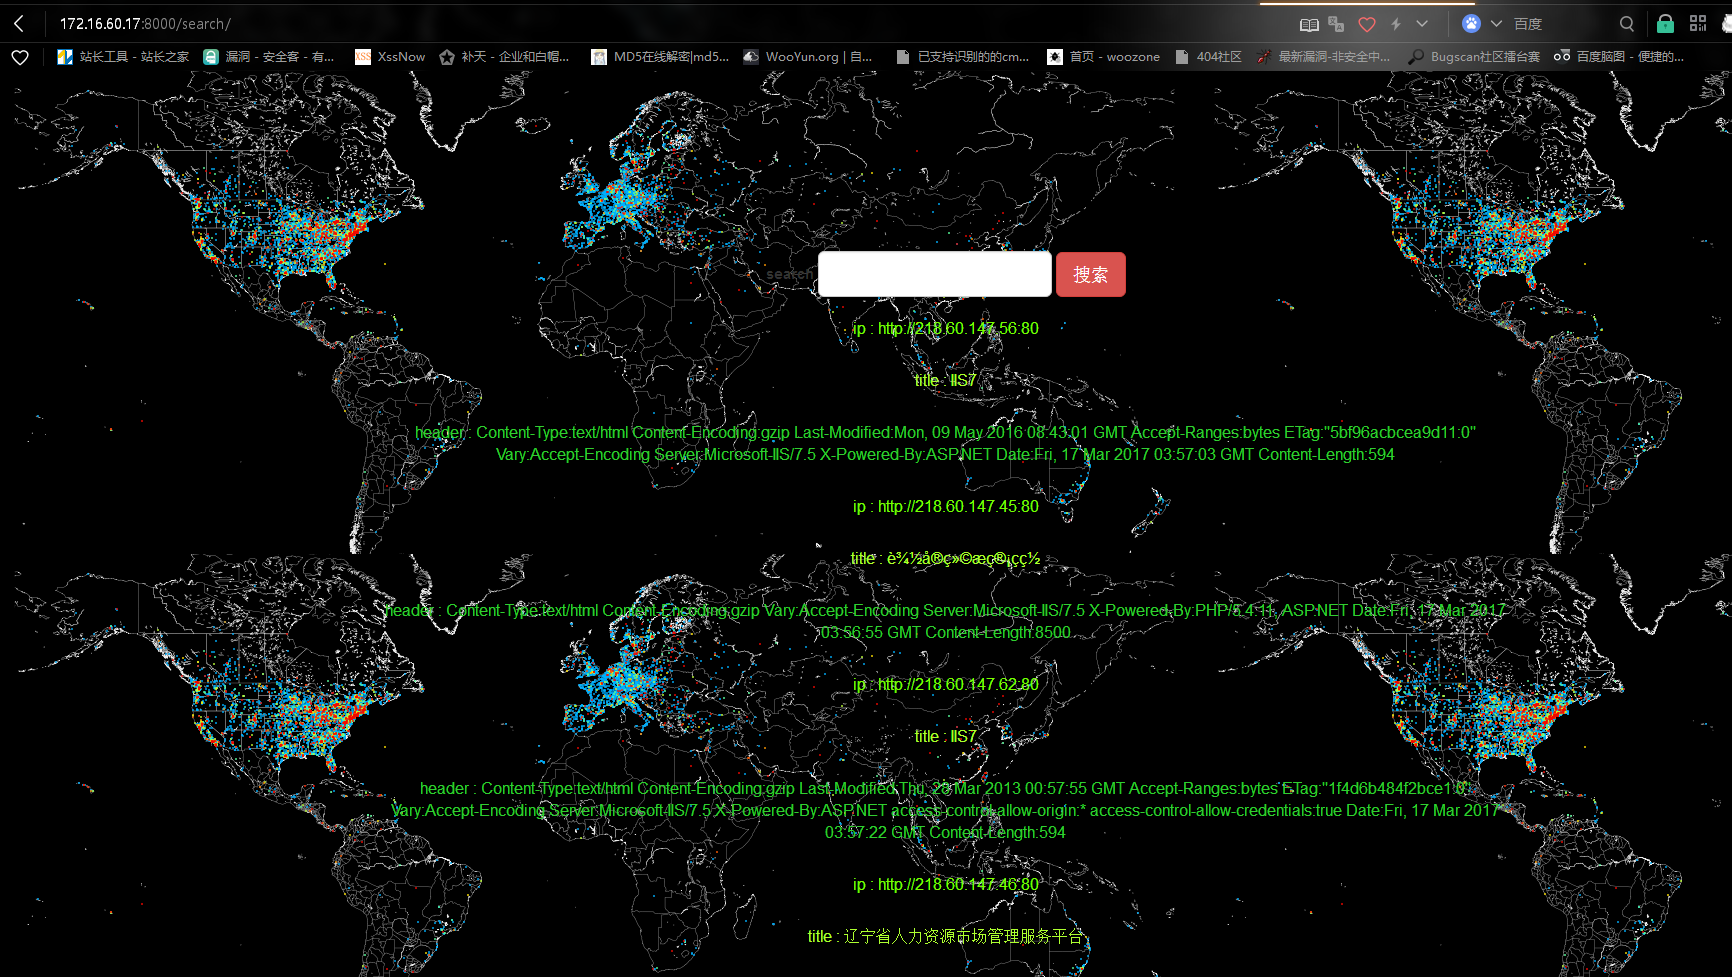 172.16.60.17:8000/search/
百度
站长工具 - 站长之家
漏洞 - 安全客 - 有...
XssNow
补天 - 企业和白帽...
MD5在线解密|md5...
WooYun.org | 自...
已支持识别的的cm...
首页 - woozone
404社区
最新漏洞-非安全中...
Bugscan社区擂台赛
百度脑图 - 便捷的...
search
搜索
ip : http://218.60.147.56:80
title : IIS7
header : Content-Type:text/html Content-Encoding:gzip Last-Modified:Mon, 09 May 2016 08:43:01 GMT Accept-Ranges:bytes ETag:"5bf96acbcea9d11:0"
Vary:Accept-Encoding Server:Microsoft-IIS/7.5 X-Powered-By:ASP.NET Date:Fri, 17 Mar 2017 03:57:03 GMT Content-Length:594
ip : http://218.60.147.45:80
title :
header : Content-Type:text/html Content-Encoding:gzip Vary:Accept-Encoding Server:Microsoft-IIS/7.5 X-Powered-By:PHP/5.4.11, ASP.NET Date:Fri, 17 Mar 2017
03:56:55 GMT Content-Length:8500
ip : http://218.60.147.62:80
title : IIS7
header : Content-Type:text/html Content-Encoding:gzip Last-Modified:Thu, 28 Mar 2013 00:57:55 GMT Accept-Ranges:bytes
Vary:Accept-Encoding Server:Microsoft-IIS/7.5 X-Powered-By:ASP.NET access-control-allow-origin:* access-control-allow-credentials:true Date:Fri, 17 Mar 2017
03:57:22 GMT Content-Length:594
ip : http://218.60.147.46:80
title : 辽宁省人力资源市场管理服务平台